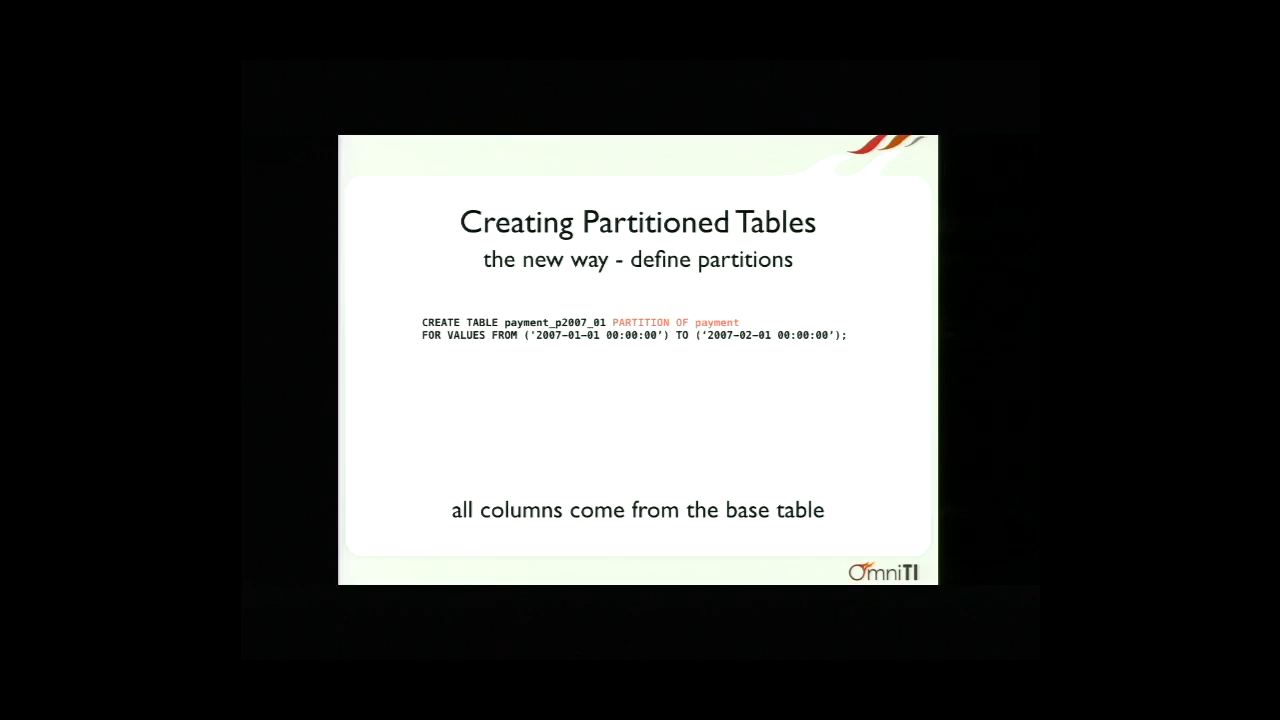 Creating Partitioned Tables
the new way - define partitions
CREATE TABLE payment_p2007_01 PARTITION OF payment
FOR VALUES FROM ('2007-01-01 00:00:00’) TO (‘2007-02-01 00:00:00’);
all columns come from the base table
OmniTI